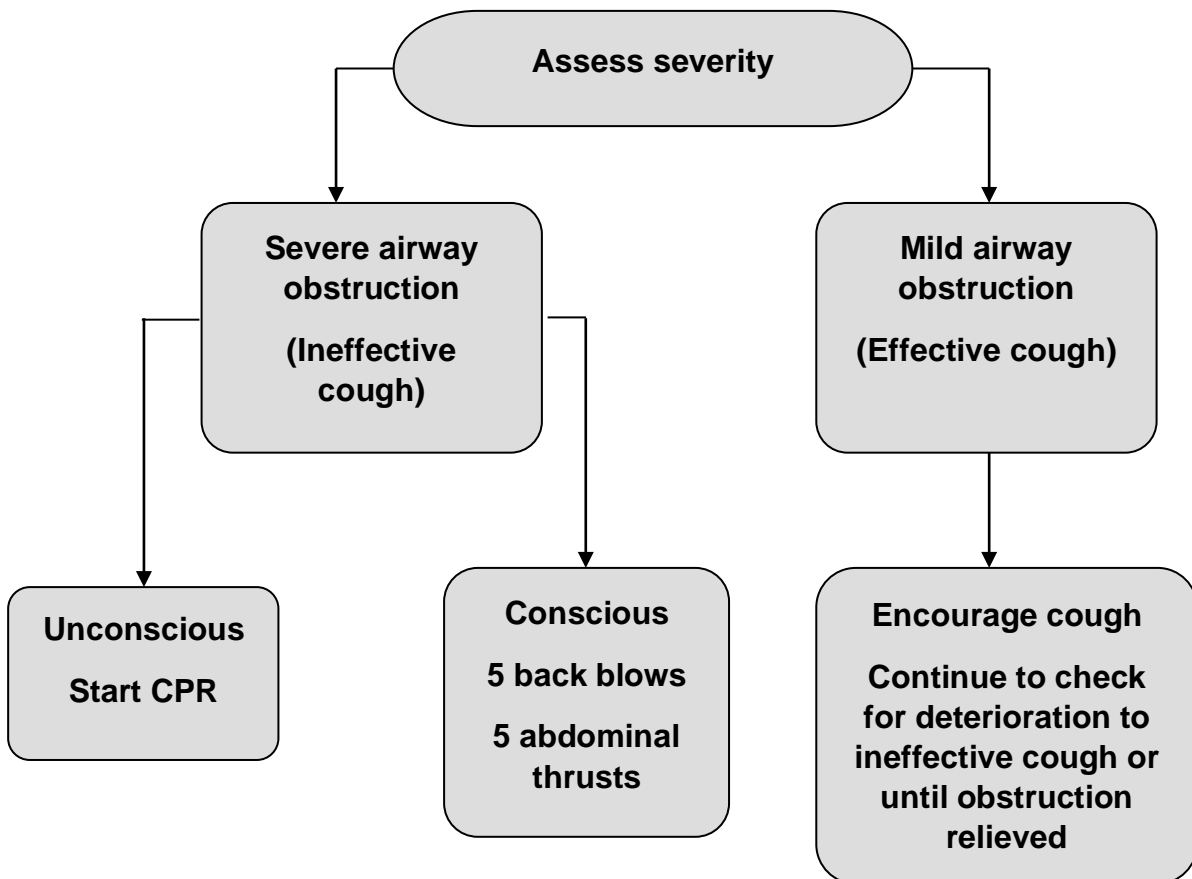 Assess severity
Severe airway
obstruction
(Ineffective
cough)
Mild airway
obstruction
(Effective cough)
Unconscious
Start CPR
Conscious
5 back blows
5 abdominal
thrusts
Encourage cough
Continue to check
for deterioration to
ineffective cough or
until obstruction
relieved